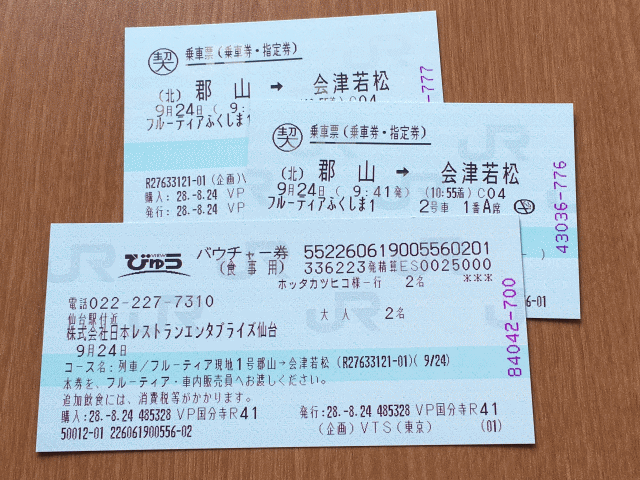 契 乗車票(乗車券・指定券)
(北) 郡山 → 会津若松
9月24日( 9:41
10:55着) C04
フルーティアふくしま1
R27633121-01 (企画)
購入: 28.-8.24 VP
発行: 28.-8.24 VP
-777
契 乗車票(乗車券・指定券)
(北) 郡山 → 会津若松
9月24日( 9:41発) (10:55着) C04
フルーティアふくしま1 2号車 1番A席
43036-776
6-01
びゅう VIEW バウチャー券 55226061900556​0201
(食事用) 336223発精算ES0025000
ホッタカツヒコ様一行 2名 ***
電話022-227-7310 大人 2名
仙台駅付近
株式会社日本レストランエンタプライズ仙台
9月24日
コース名: 列車/フルーティア現地1号郡山→会津若松 (R27633121-01)( 9/24)
本券を、フルーティア・車内販売員へお渡しください。
追加飲食には、消費税等がかかります。
購入: 28.-8.24 485328 VP国分寺R41 発行: 28.-8.24 485328 VP国分寺R41
50012-01 226061900556-02 (企画)VTS(東京) (01)
84042-700